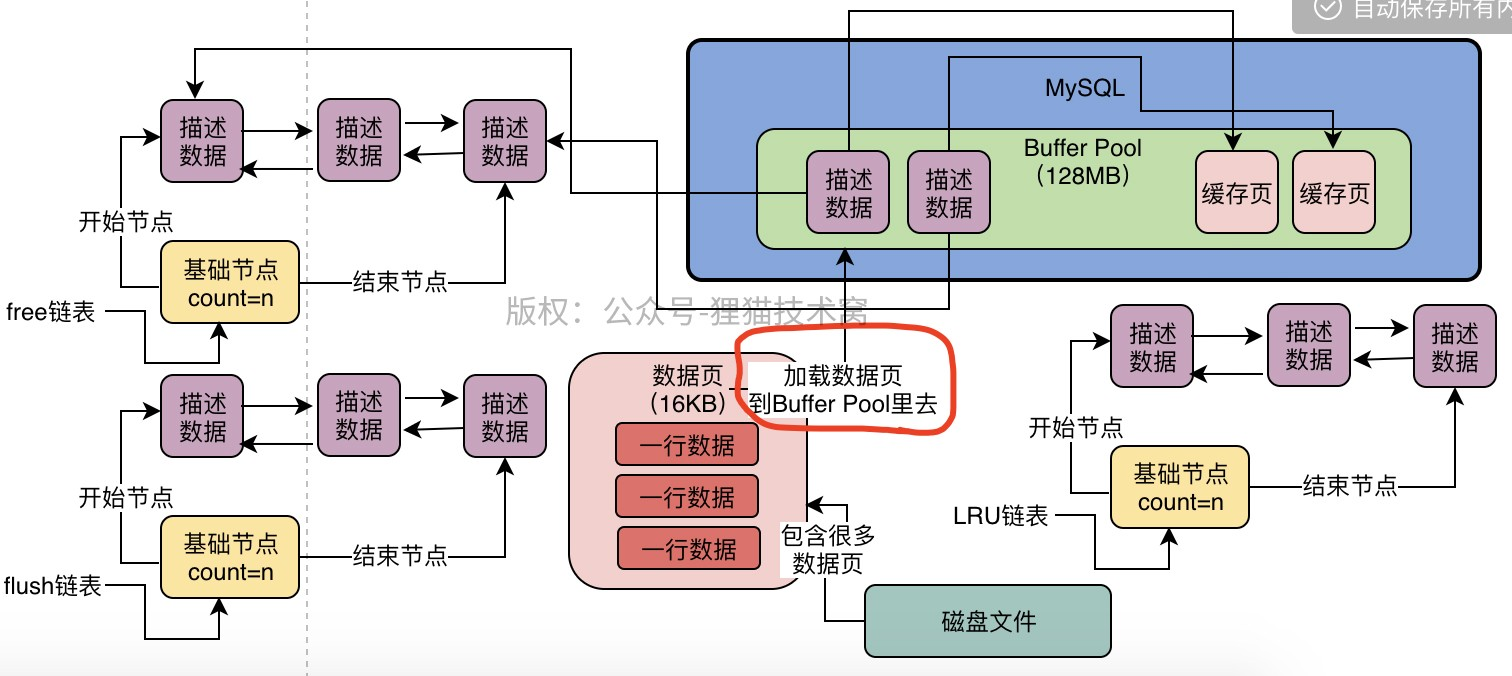 自动保存所有内
描述
数据
描述
数据
描述
数据
开始节点
基础节点
count=n
结束节点
free链表
MySQL
Buffer Pool
（128MB）
描述
数据
描述
数据
缓存页
缓存页
版权：公众号-狸猫技术窝
描述
数据
描述
数据
描述
数据
开始节点
基础节点
count=n
结束节点
flush链表
数据页
（16KB）
加载数据页
到Buffer Pool里去
一行数据
一行数据
一行数据
包含很多
数据页
磁盘文件
描述
数据
描述
数据
描述
数据
开始节点
基础节点
count=n
结束节点
LRU链表